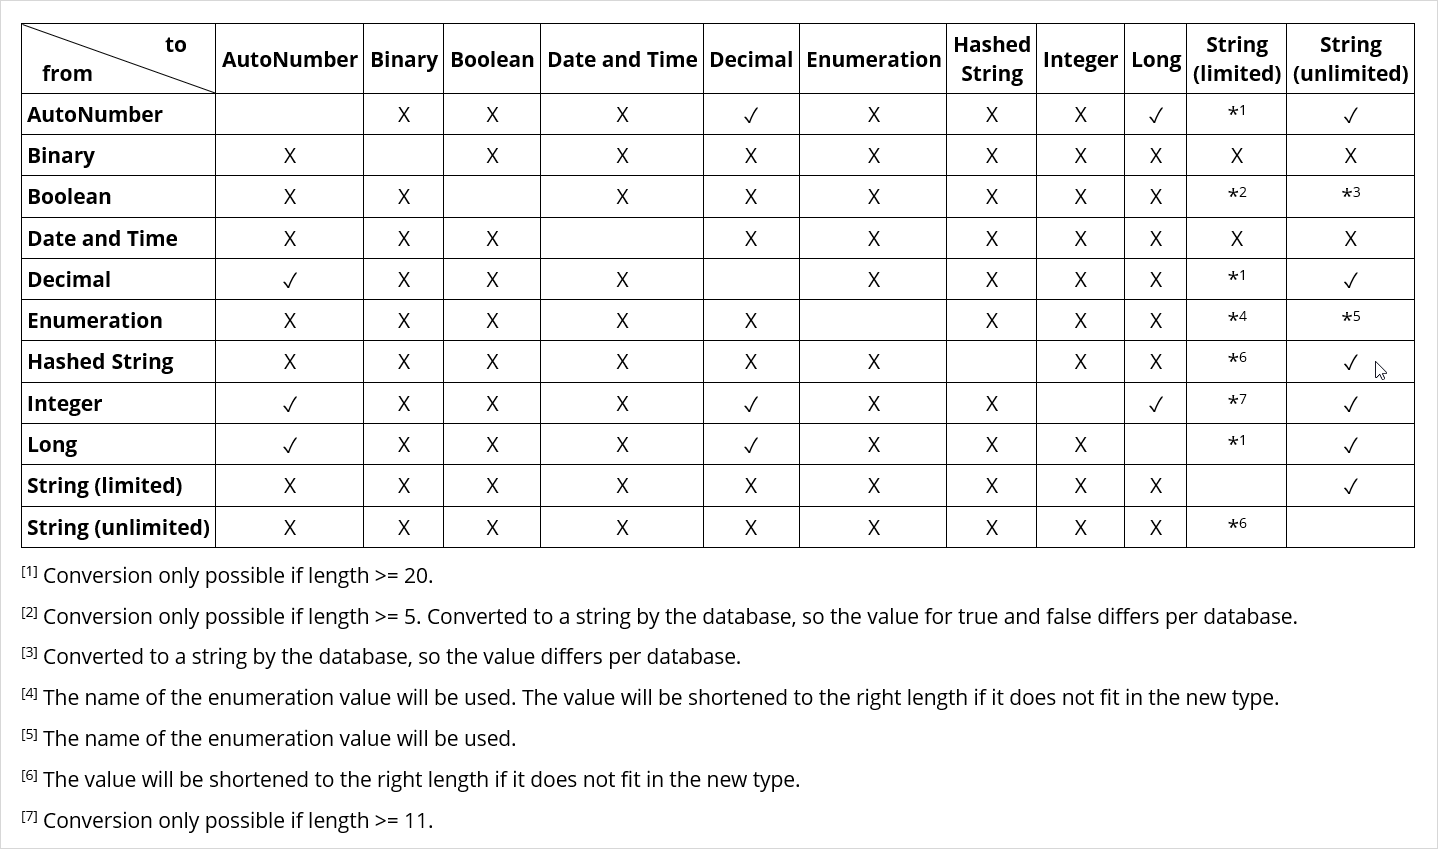 to
from
AutoNumber Binary Boolean Date and Time Decimal Enumeration Hashed String Integer Long String (limited) String (unlimited)
AutoNumber X X X ✓ X X X ✓ *1 ✓
Binary X X X X X X X X X X
Boolean X X X X X X X X *2 *3
Date and Time X X X X X X X X X X
Decimal ✓ X X X X X X X *1 ✓
Enumeration X X X X X X X X *4 *5
Hashed String X X X X X X X X *6 ✓
Integer ✓ X X X ✓ X X ✓ *7 ✓
Long ✓ X X X ✓ X X X *1 ✓
String (limited) X X X X X X X X X ✓
String (unlimited) X X X X X X X X X *6
[1] Conversion only possible if length >= 20.
[2] Conversion only possible if length >= 5. Converted to a string by the database, so the value for true and false differs per database.
[3] Converted to a string by the database, so the value differs per database.
[4] The name of the enumeration value will be used. The value will be shortened to the right length if it does not fit in the new type.
[5] The name of the enumeration value will be used.
[6] The value will be shortened to the right length if it does not fit in the new type.
[7] Conversion only possible if length >= 11.